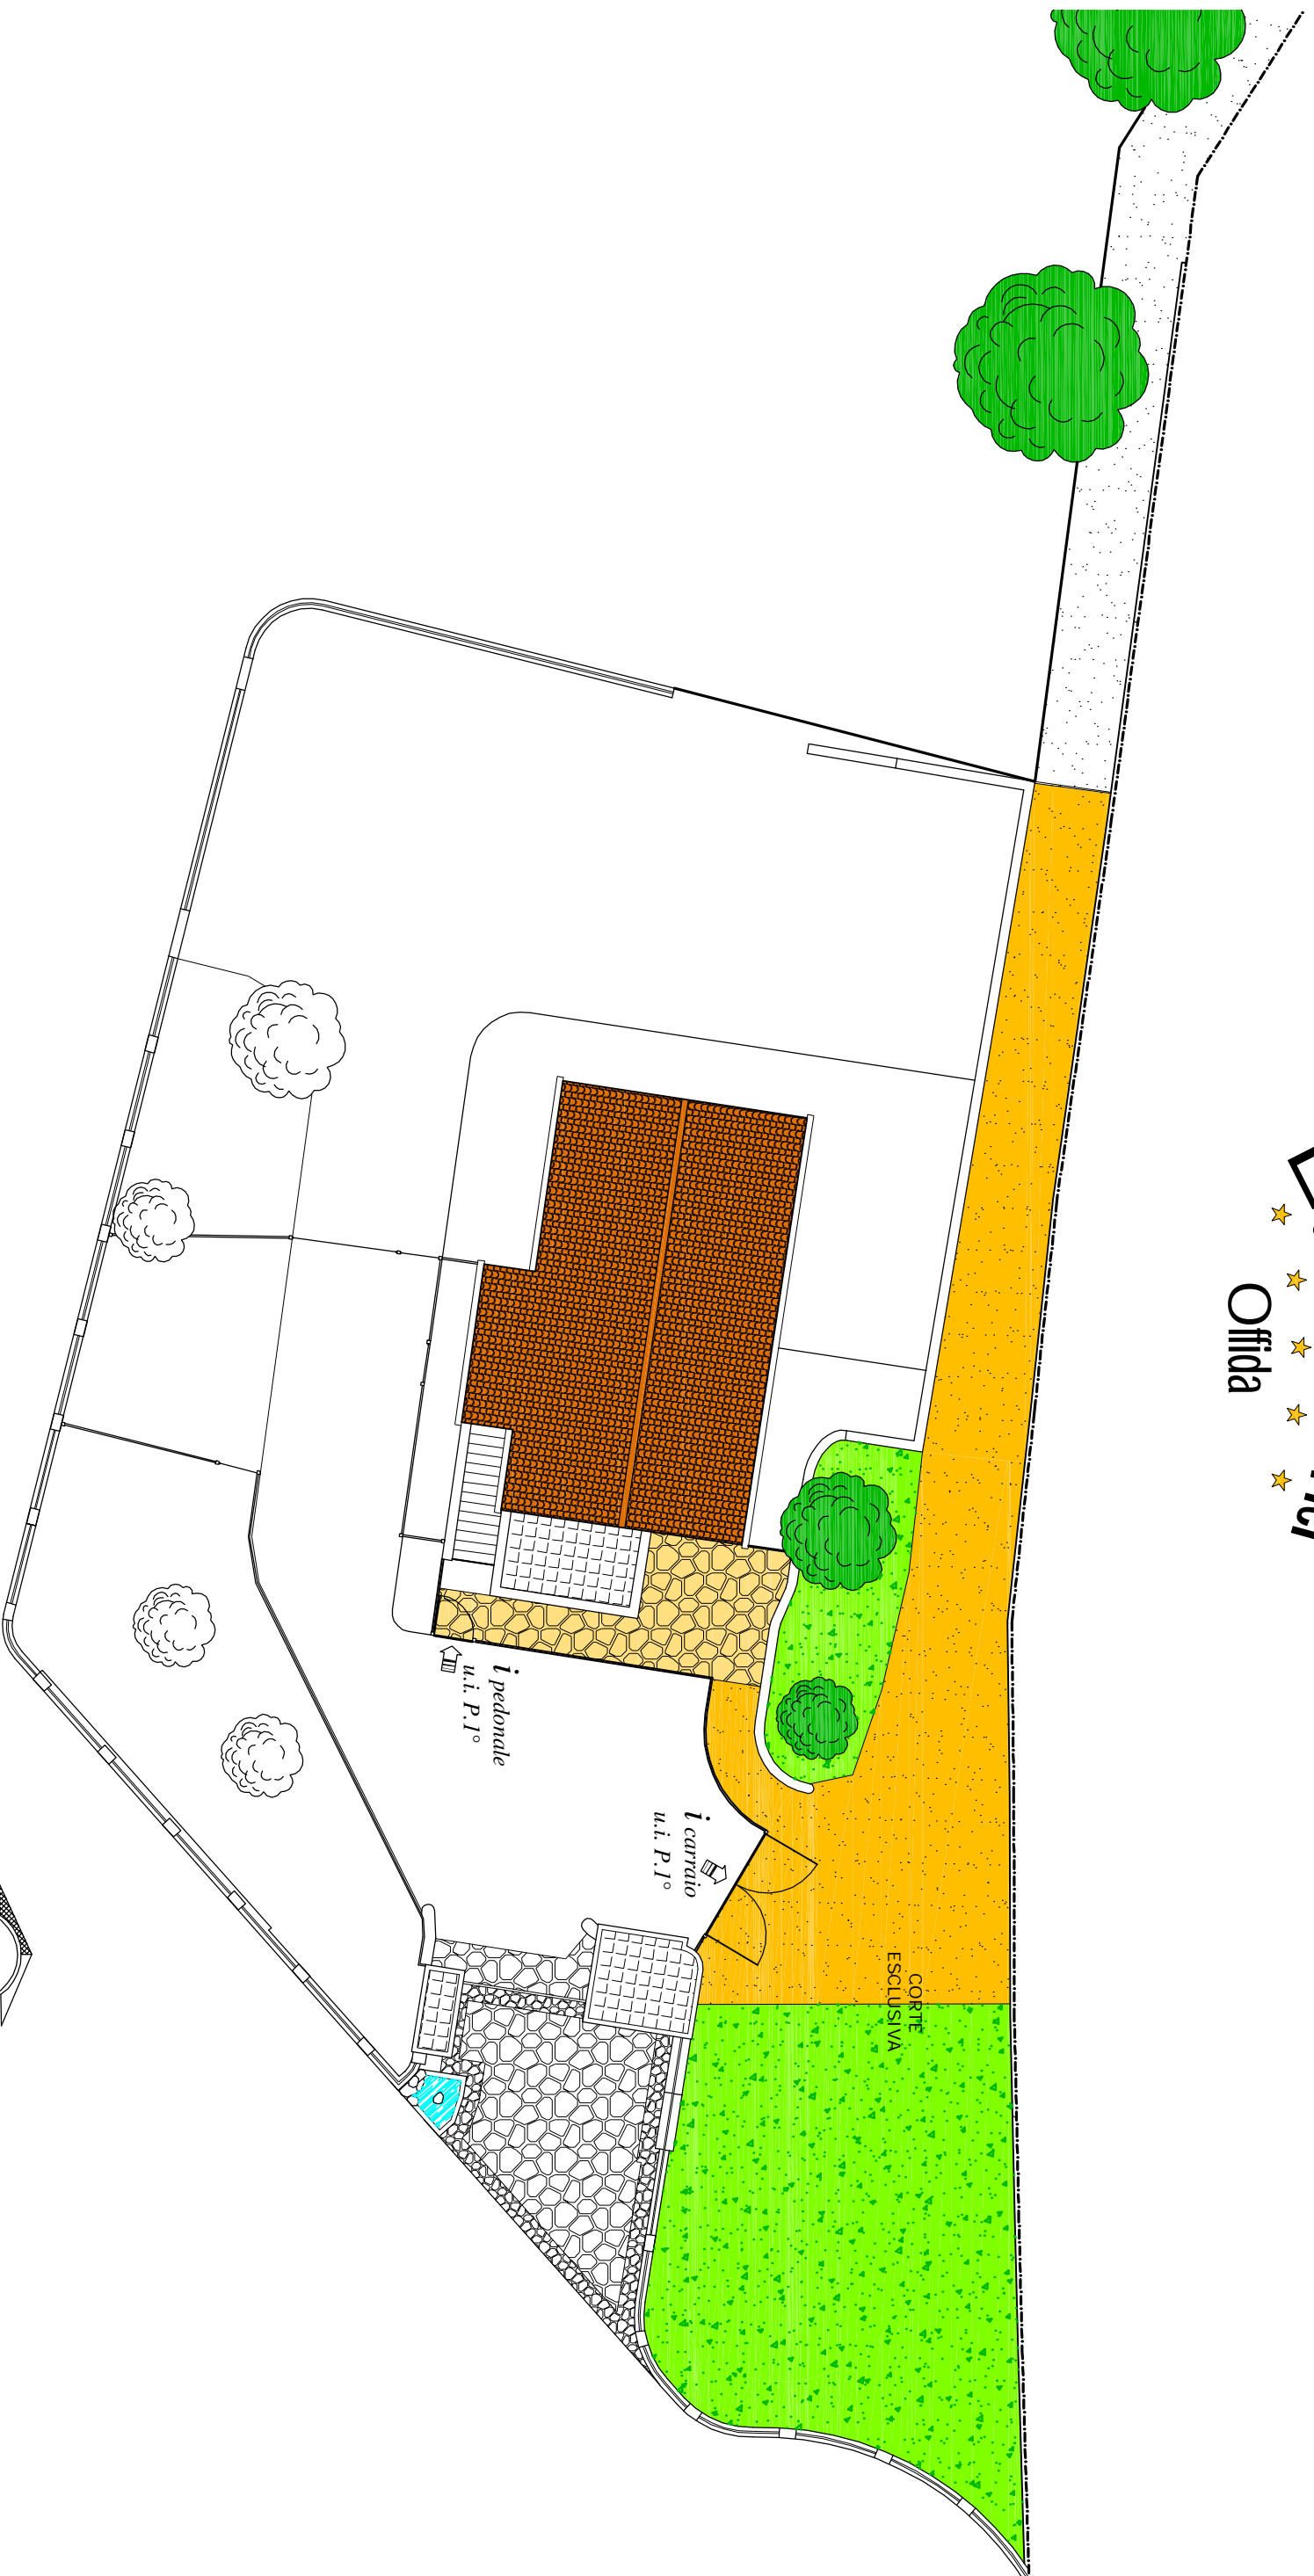 Offida
i pedonale
u.i. P.1°
i carraio
u.i. P.1°
CORTE
ESCLUSIVA